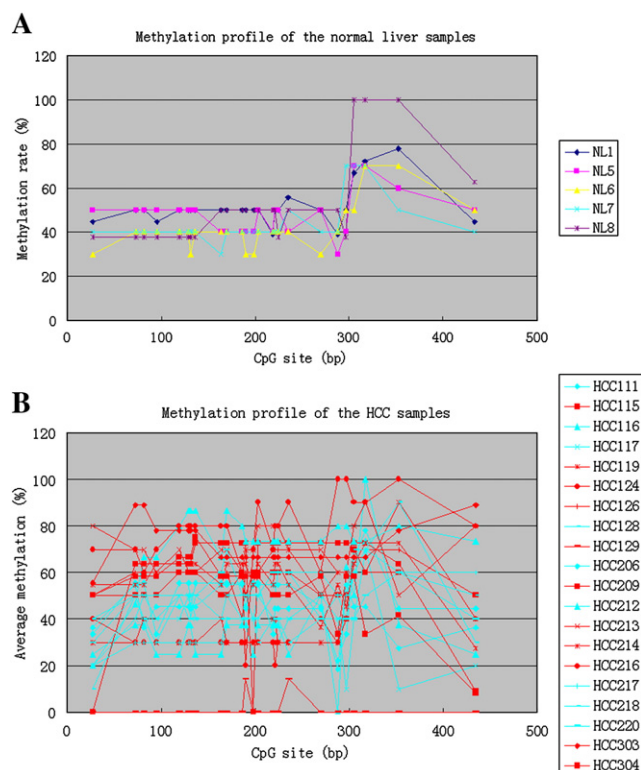 A
Methylation profile of the normal liver samples
Methylation rate (%)
120
100
80
60
40
20
0
0 100 200 300 400 500
CpG site (bp)
NL1
NL5
NL6
NL7
NL8
B
Methylation profile of the HCC samples
Average methylation (%)
120
100
80
60
40
20
0
0 100 200 300 400 500
CpG site (bp)
HCC111
HCC115
HCC116
HCC117
HCC119
HCC124
HCC126
HCC128
HCC129
HCC206
HCC209
HCC212
HCC213
HCC214
HCC216
HCC217
HCC218
HCC220
HCC303
HCC304